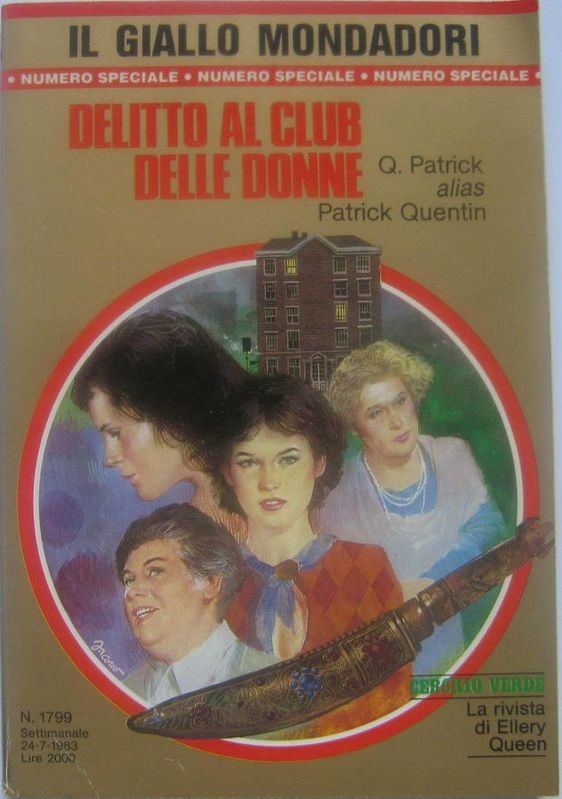 IL GIALLO MONDADORI
• NUMERO SPECIALE • NUMERO SPECIALE • NUMERO SPECIALE •
DELITTO AL CLUB
DELLE DONNE
Q. Patrick
alias
Patrick Quentin
CERCHIO VERDE
La rivista
di Ellery
Queen
N. 1799
Settimanale
24-7-1983
Lire 2000